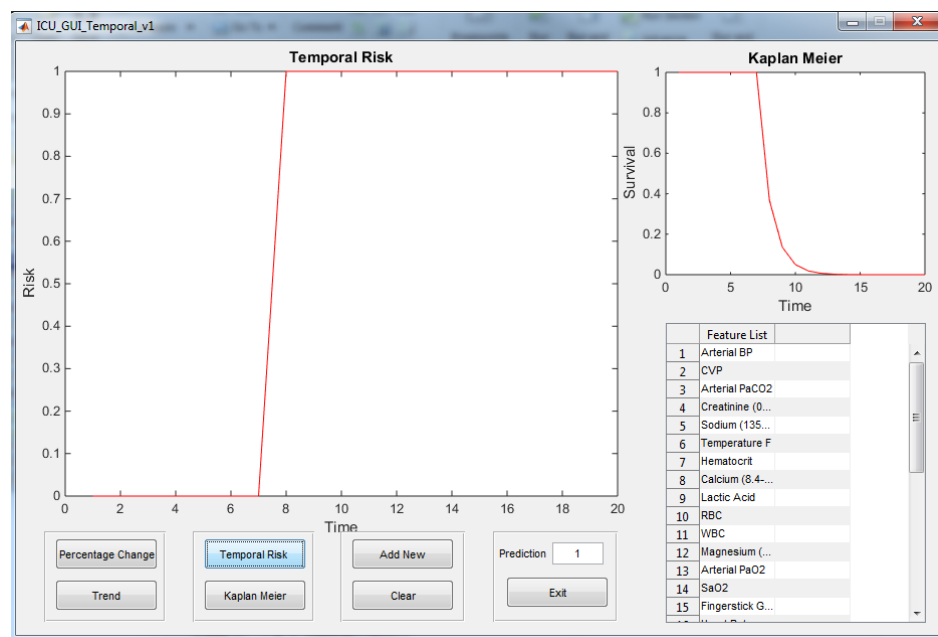 ICU_GUI_Temporal_v1
Temporal Risk
1
0.9
0.8
0.7
0.6
0.5
0.4
0.3
0.2
0.1
0
Risk
0 2 4 6 8 10 12 14 16 18 20
Time
Kaplan Meier
1
0.8
0.6
0.4
0.2
0
Survival
0 5 10 15 20
Time
Feature List
1 Arterial BP
2 CVP
3 Arterial PaCO2
4 Creatinine (0...
5 Sodium (135...
6 Temperature F
7 Hematocrit
8 Calcium (8.4-...
9 Lactic Acid
10 RBC
11 WBC
12 Magnesium (...
13 Arterial PaO2
14 SaO2
15 Fingerstick G...
Percentage Change
Trend
Temporal Risk
Kaplan Meier
Add New
Clear
Prediction 1
Exit